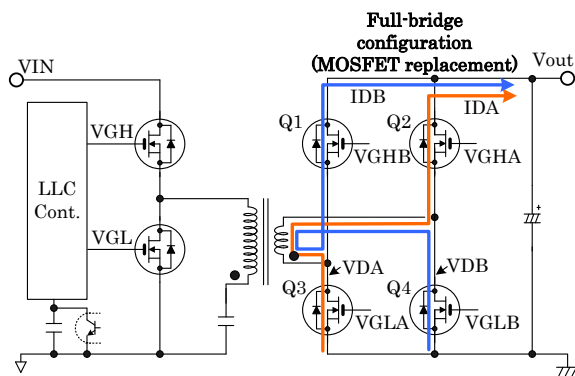 Full-bridge
configuration
(MOSFET replacement)
VIN
Vout
IDB
IDA
Q1
Q2
VGH
VGHB
VGHA
LLC
Cont.
VGL
VDA
VDB
Q3
Q4
VGLA
VGLB
+